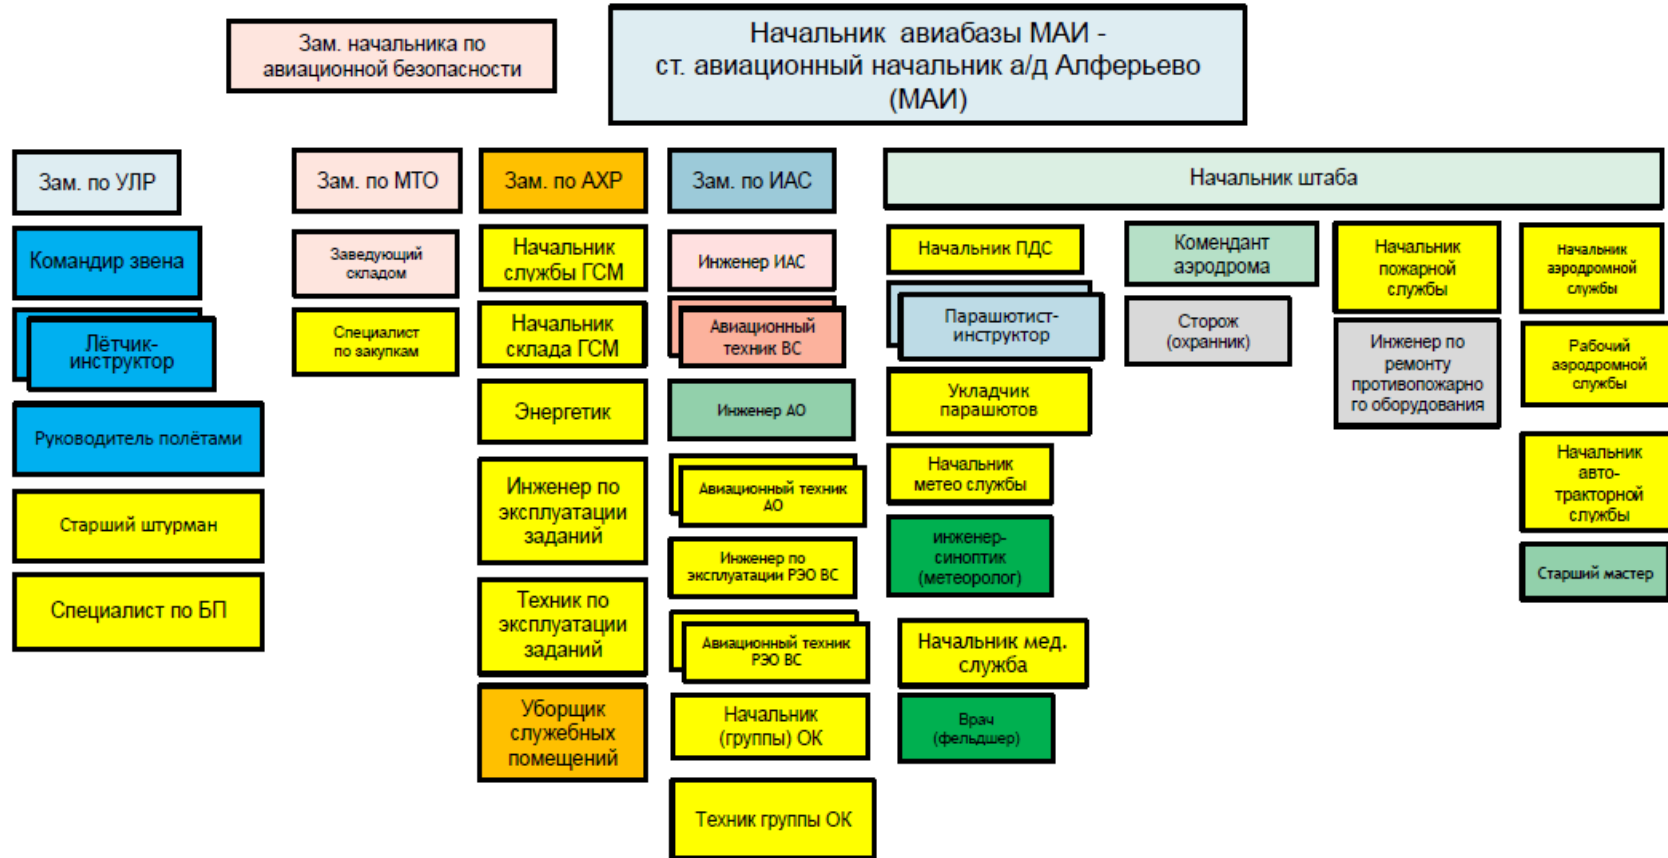 Зам. начальника по
авиационной безопасности
Начальник авиабазы МАИ -
ст. авиационный начальник а/д Алферьево
(МАИ)
Зам. по УЛР
Командир звена
Лётчик-
инструктор
Руководитель полётами
Старший штурман
Специалист по БП
Зам. по МТО
Заведующий
складом
Специалист
по закупкам
Зам. по АХР
Начальник
службы ГСМ
Начальник
склада ГСМ
Энергетик
Инженер по
эксплуатации
заданий
Техник по
эксплуатации
заданий
Уборщик
служебных
помещений
Зам. по ИАС
Инженер ИАС
Авиационный
техник ВС
Инженер АО
Авиационный техник
АО
Инженер по
эксплуатации РЭО ВС
Авиационный техник
РЭО ВС
Начальник
(группы) ОК
Техник группы ОК
Начальник штаба
Начальник ПДС
Парашютист-
инструктор
Укладчик
парашютов
Начальник
метео службы
инженер-
синоптик
(метеоролог)
Начальник мед.
служба
Врач
(фельдшер)
Комендант
аэродрома
Сторож
(охранник)
Начальник
пожарной
службы
Инженер по
ремонту
противопожарно
го оборудования
Начальник
аэродромной
службы
Рабочий
аэродромной
службы
Начальник
авто-
тракторной
службы
Старший мастер